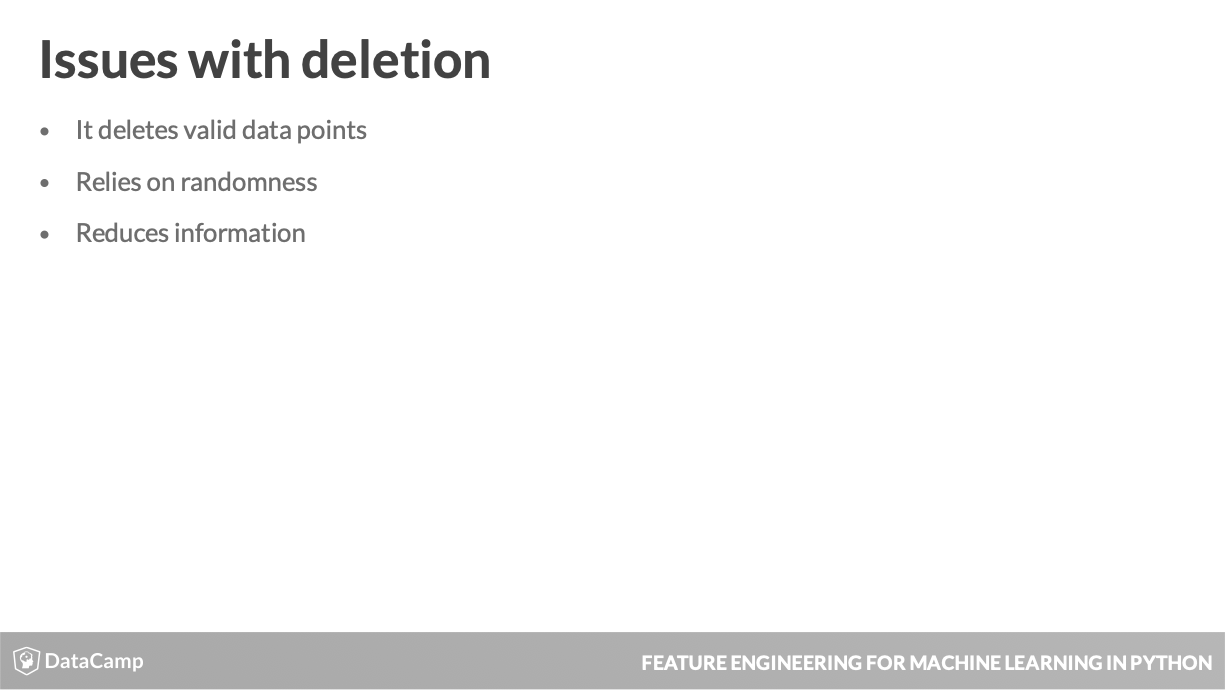 Issues with deletion
• It deletes valid data points
• Relies on randomness
• Reduces information
DataCamp
FEATURE ENGINEERING FOR MACHINE LEARNING IN PYTHON